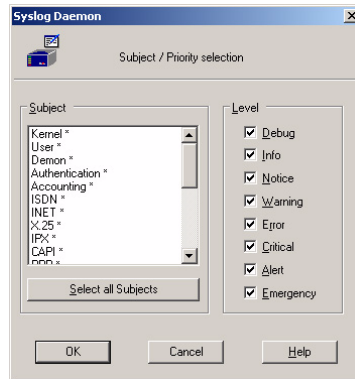 Syslog Daemon
Subject / Priority selection
Subject
Kernel *
User *
Demon *
Authentication *
Accounting *
ISDN *
INET *
X.25 *
IPX *
CAPI *
PPP *
Select all Subjects
Level
Debug
Info
Notice
Warning
Error
Critical
Alert
Emergency
OK Cancel Help